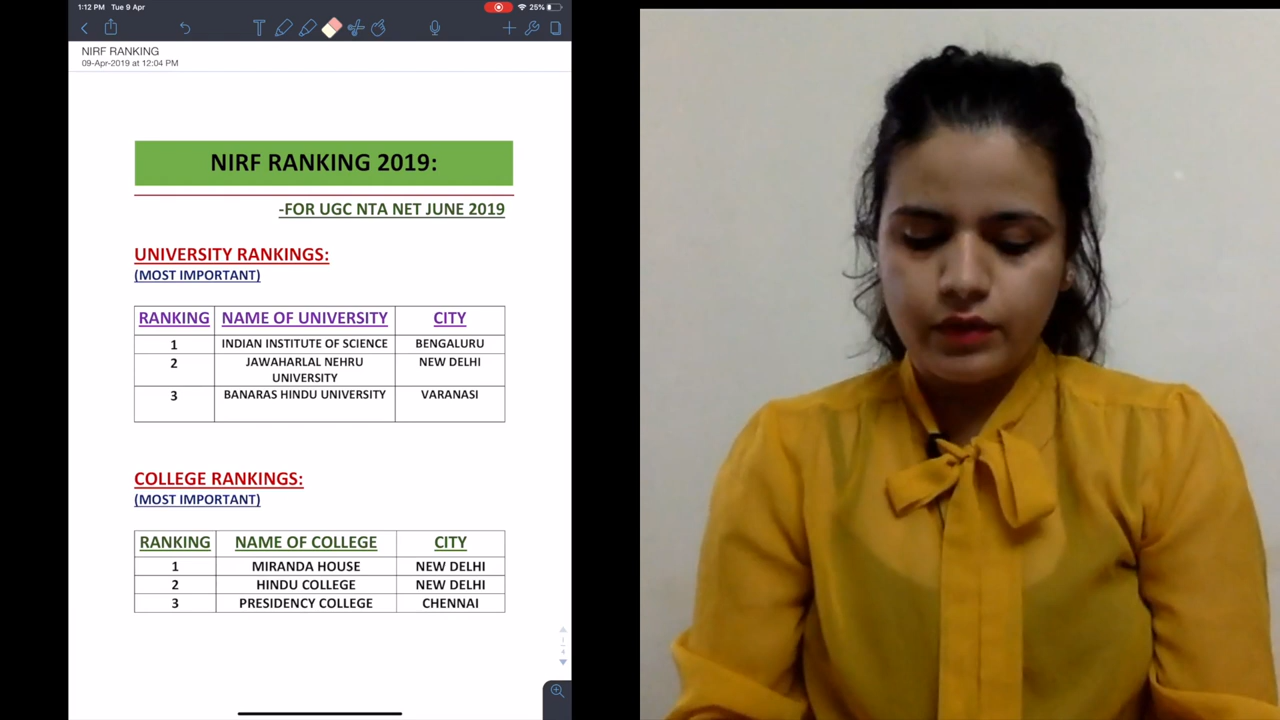 1:12 PM Tue 9 Apr
25%
NIRF RANKING
09-Apr-2019 at 12:04 PM
NIRF RANKING 2019:
-FOR UGC NTA NET JUNE 2019
UNIVERSITY RANKINGS:
(MOST IMPORTANT)
RANKING NAME OF UNIVERSITY CITY
1 INDIAN INSTITUTE OF SCIENCE BENGALURU
2 JAWAHARLAL NEHRU NEW DELHI
UNIVERSITY
3 BANARAS HINDU UNIVERSITY VARANASI
COLLEGE RANKINGS:
(MOST IMPORTANT)
RANKING NAME OF COLLEGE CITY
1 MIRANDA HOUSE NEW DELHI
2 HINDU COLLEGE NEW DELHI
3 PRESIDENCY COLLEGE CHENNAI